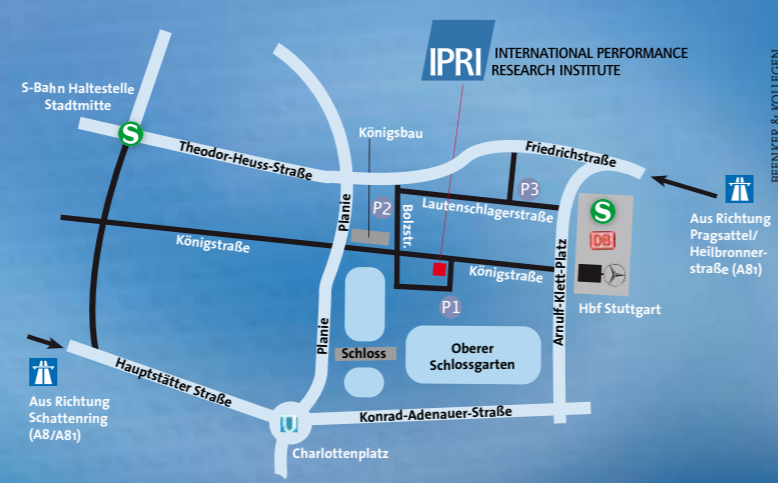 IPRI
INTERNATIONAL PERFORMANCE
RESEARCH INSTITUTE
BEENKER & KOLLEGEN
S-Bahn Haltestelle
Stadtmitte
S
Königsbau
Theodor-Heuss-Straße
Friedrichstraße
P3
P2
Lautenschlagerstraße
S
DB
Hbf Stuttgart
Aus Richtung
Pragsattel/
Heilbronner-
straße (A81)
Planie
Bolzstr.
Königstraße
Königstraße
Arnulf-Klett-Platz
P1
Planie
Schloss
Oberer
Schlossgarten
Hauptstätter Straße
Aus Richtung
Schattenring
(A8/A81)
Konrad-Adenauer-Straße
U
Charlottenplatz